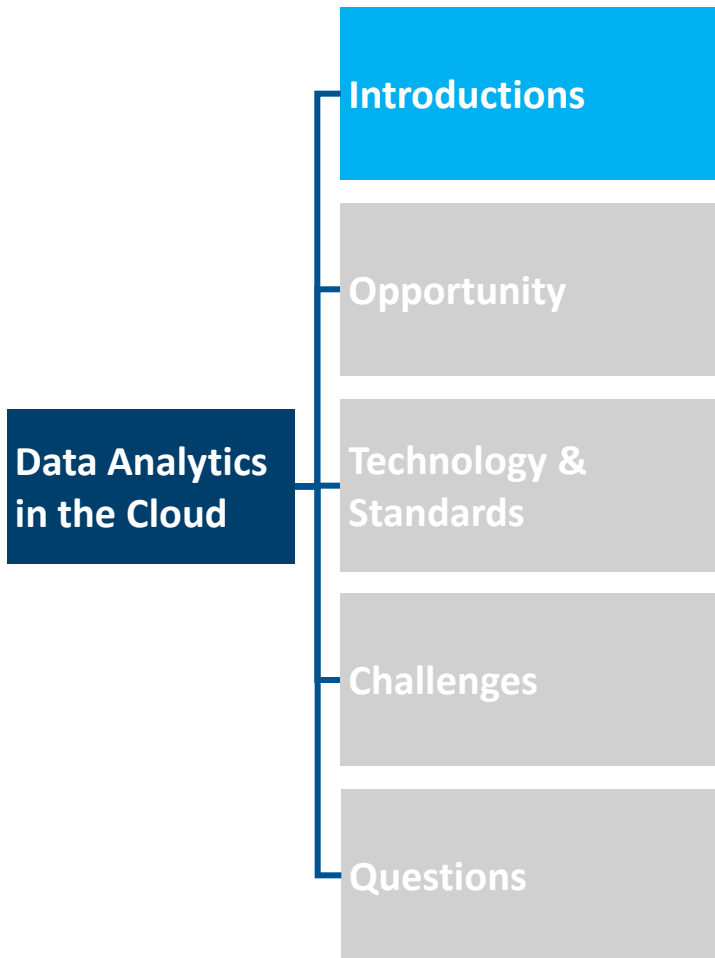 Introductions
Opportunity
Data Analytics
in the Cloud
Technology &
Standards
Challenges
Questions